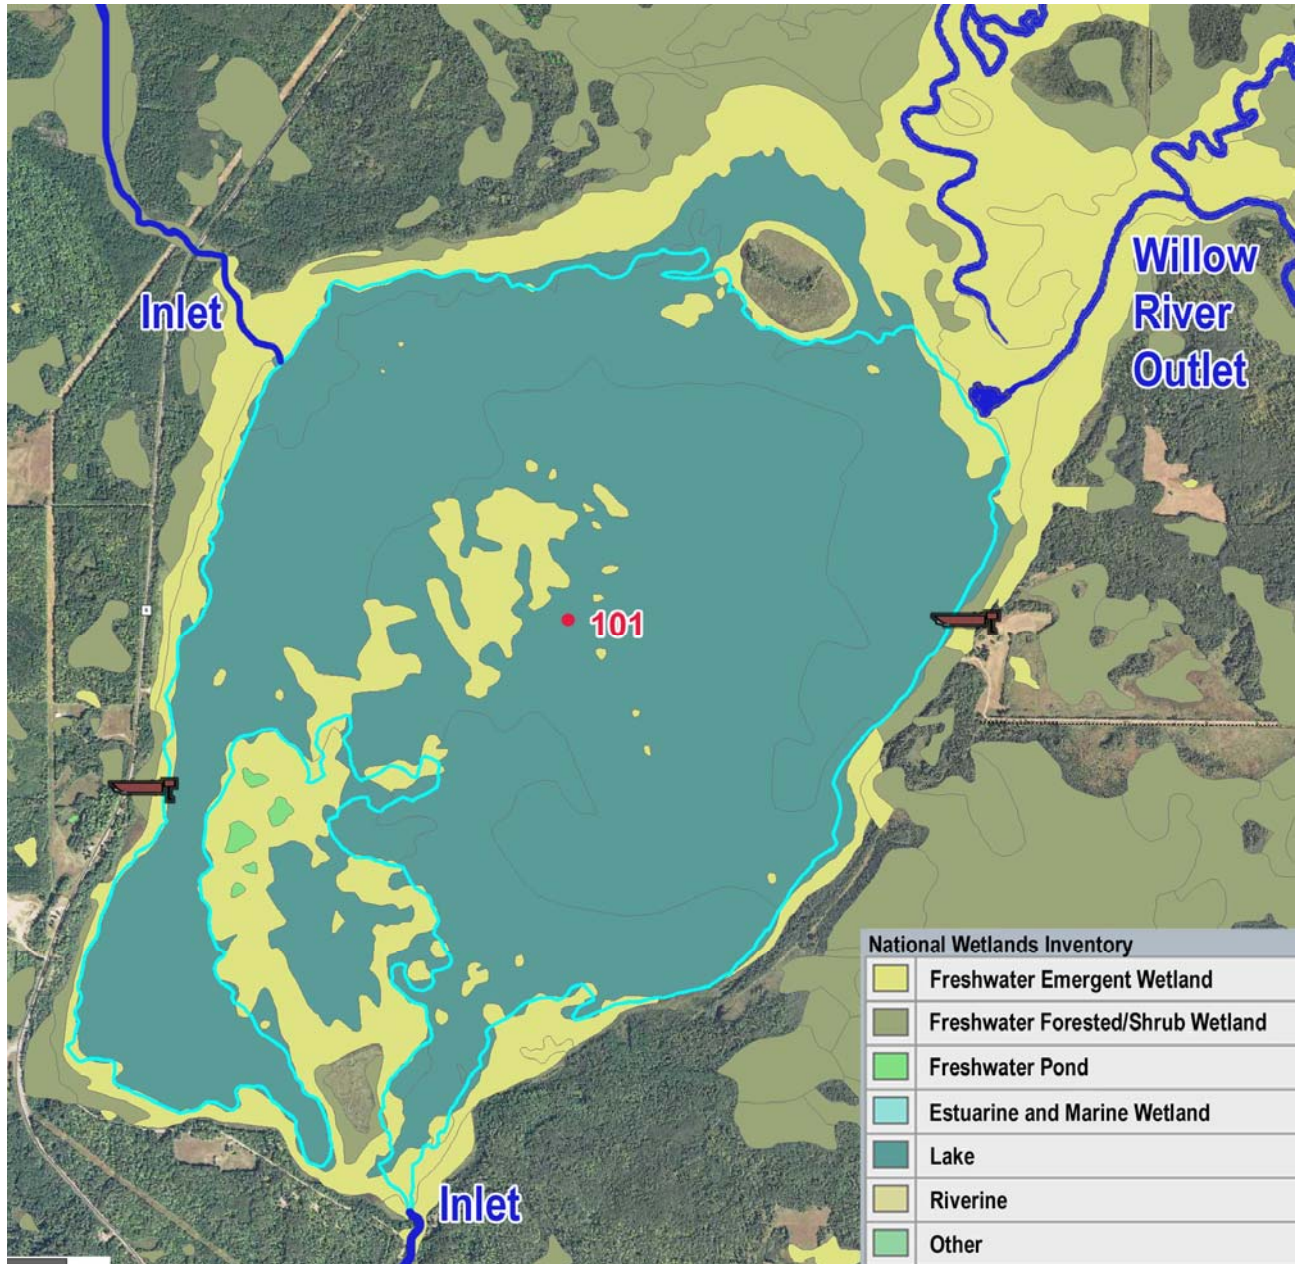 Willow
River
Outlet
Inlet
6
101
Inlet
National Wetlands Inventory
Freshwater Emergent Wetland
Freshwater Forested/Shrub Wetland
Freshwater Pond
Estuarine and Marine Wetland
Lake
Riverine
Other